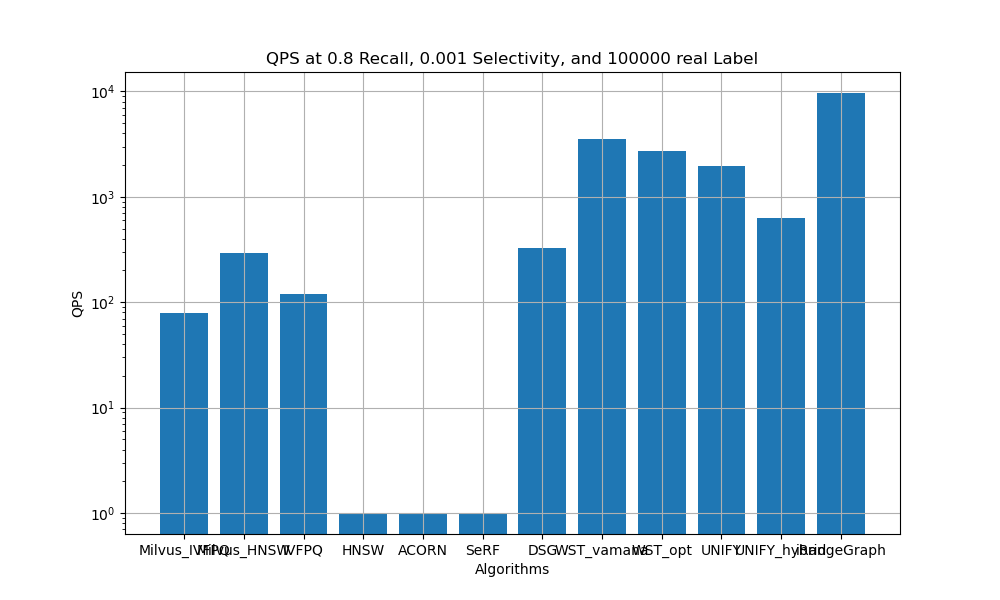 QPS at 0.8 Recall, 0.001 Selectivity, and 100000 real Label
QPS
10⁴
10³
10²
10¹
10⁰
Milvus_IVFPQ Milvus_HNSW IVFPQ HNSW ACORN SeRF DSG WST_vamana WST_opt UNIFY UNIFY_hybrid iRangeGraph
Algorithms